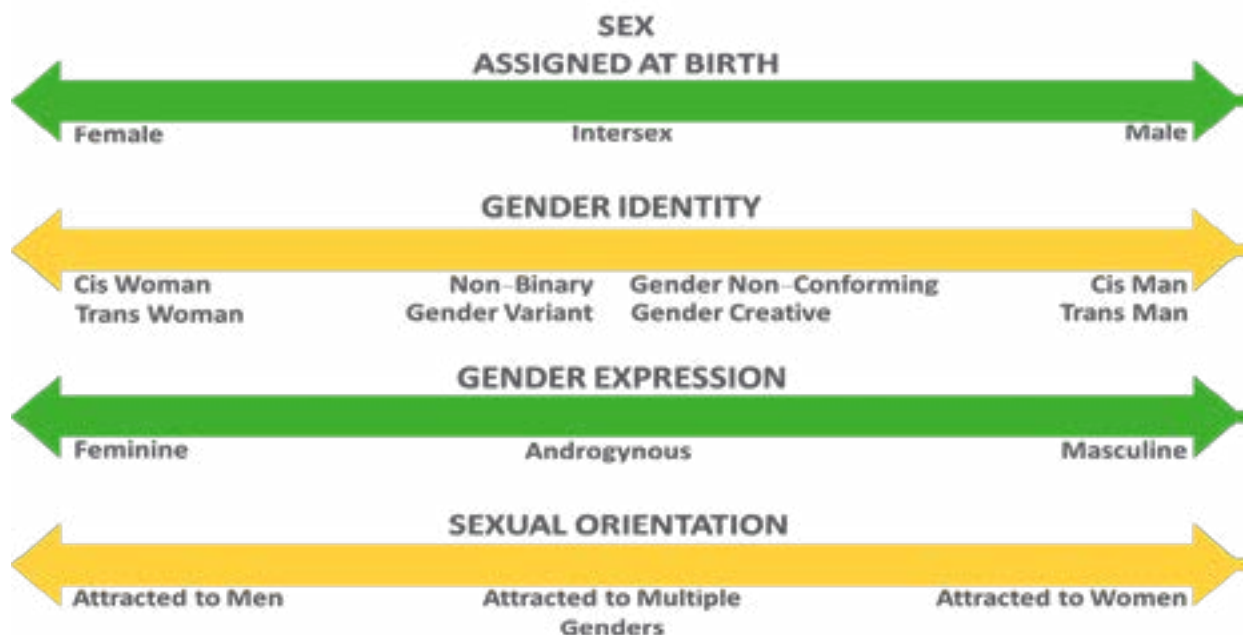 SEX
ASSIGNED AT BIRTH
Female Intersex Male
GENDER IDENTITY
Cis Woman Non-Binary Gender Non-Conforming Cis Man
Trans Woman Gender Variant Gender Creative Trans Man
GENDER EXPRESSION
Feminine Androgynous Masculine
SEXUAL ORIENTATION
Attracted to Men Attracted to Multiple Attracted to Women
Genders